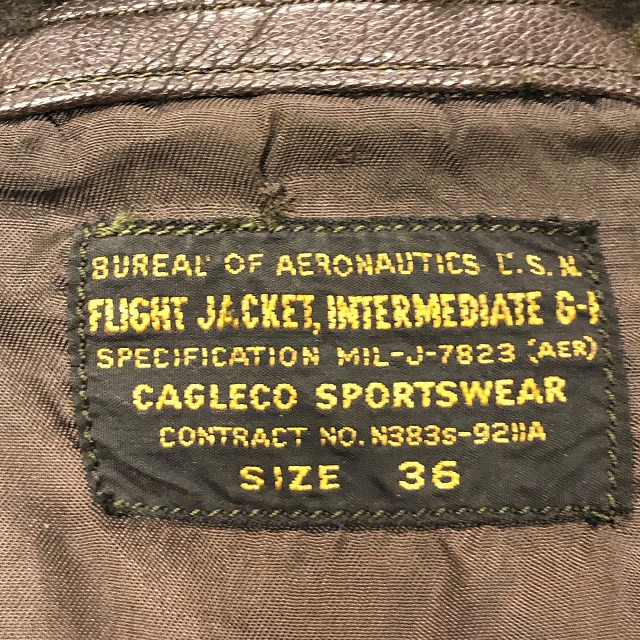 BUREAU OF AERONAUTICS U.S.N.
FLIGHT JACKET, INTERMEDIATE G-1
SPECIFICATION MIL-J-7823 (AER)
CAGLECO SPORTSWEAR
CONTRACT NO. N383s-9211A
SIZE 36